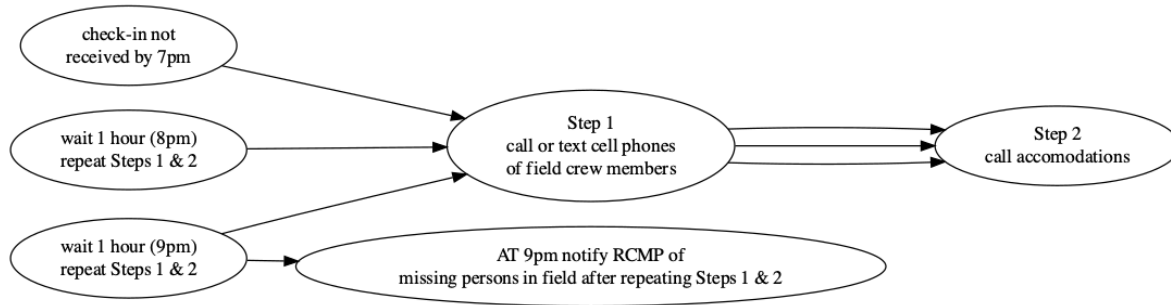 check-in not
received by 7pm
wait 1 hour (8pm)
repeat Steps 1 & 2
wait 1 hour (9pm)
repeat Steps 1 & 2
Step 1
call or text cell phones
of field crew members
AT 9pm notify RCMP of
missing persons in field after repeating Steps 1 & 2
Step 2
call accomodations